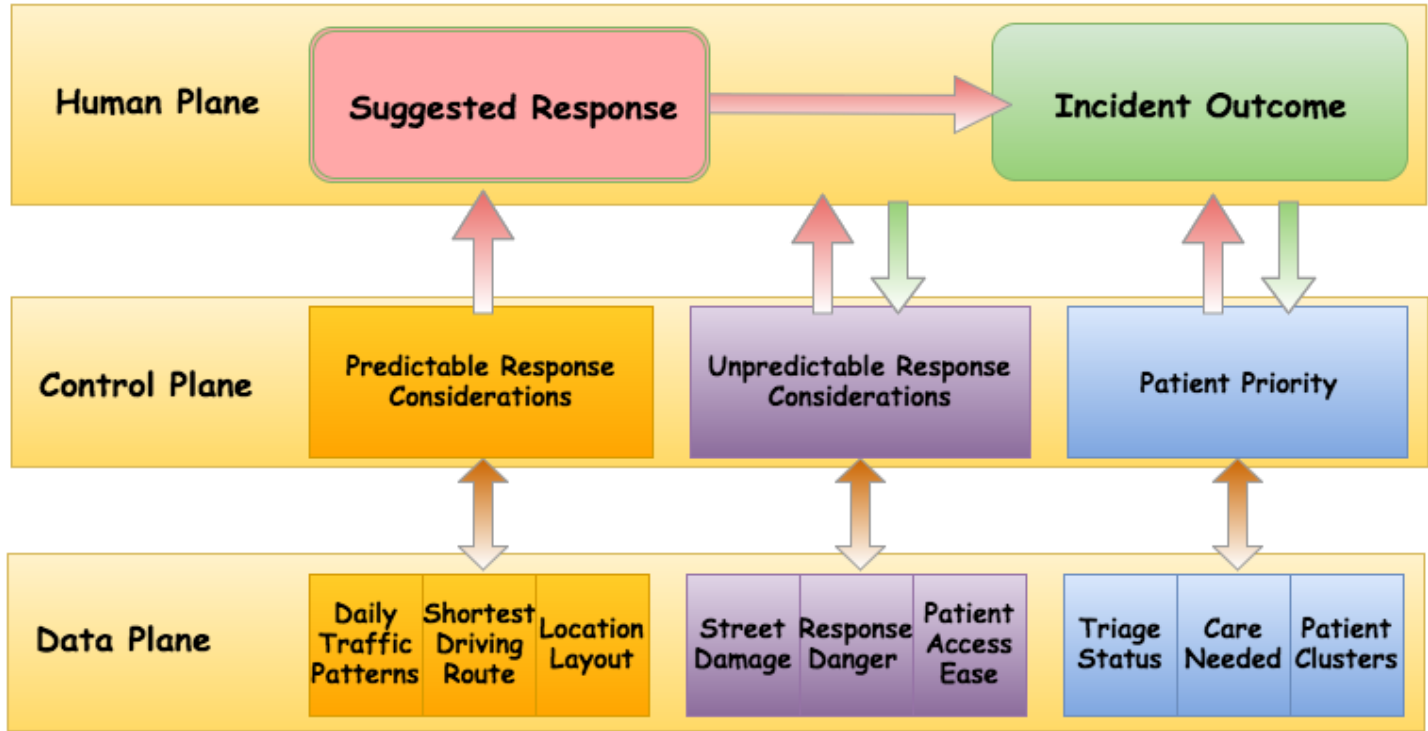 Human Plane
Suggested Response
Incident Outcome
Control Plane
Predictable Response
Considerations
Unpredictable Response
Considerations
Patient Priority
Data Plane
Daily
Traffic
Patterns
Shortest
Driving
Route
Location
Layout
Street
Damage
Response
Danger
Patient
Access
Ease
Triage
Status
Care
Needed
Patient
Clusters